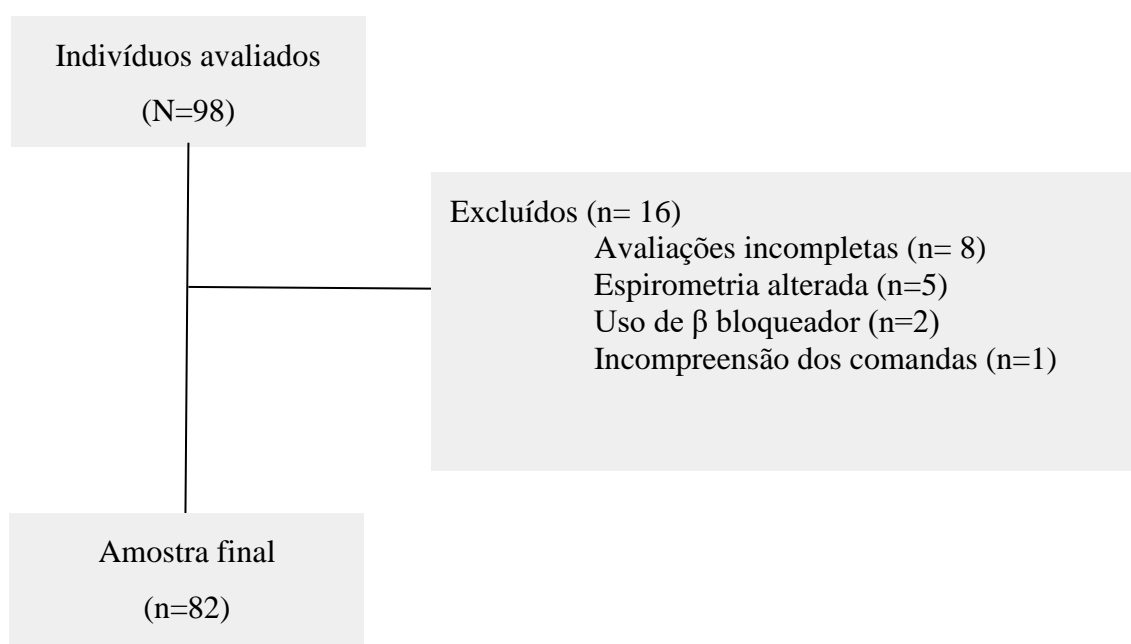 Indivíduos avaliados
(N=98)
Excluídos (n= 16)
Avaliações incompletas (n= 8)
Espirometria alterada (n=5)
Uso de β bloqueador (n=2)
Incompreensão dos comandas (n=1)
Amostra final
(n=82)